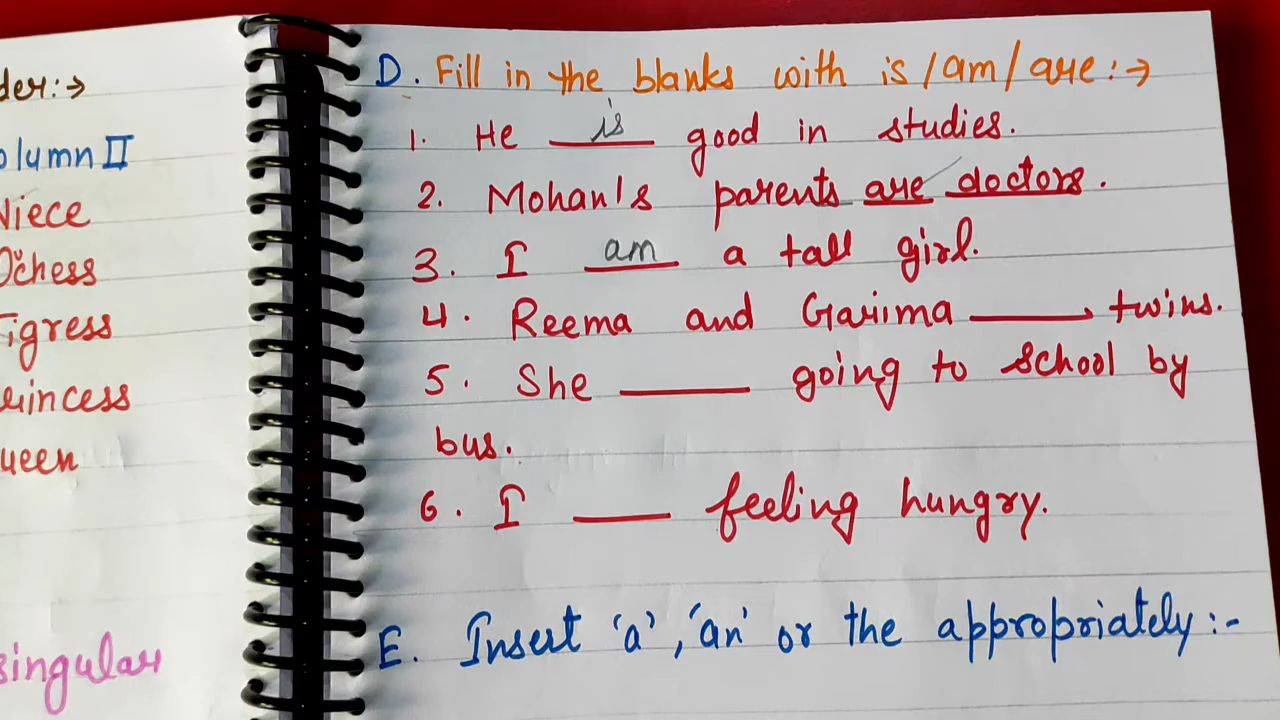 der:→
olumn II
Niece
Ochess
Tigress
rincess
ueen
singular
D. Fill in the blanks with is/am/are:→
1. He is good in studies.
2. Mohan's parents are doctors.
3. I am a tall girl.
4. Reema and Garima ____ twins.
5. She ____ going to school by
bus.
6. I ____ feeling hungry.
E. Insert 'a', 'an' or the appropriately:-